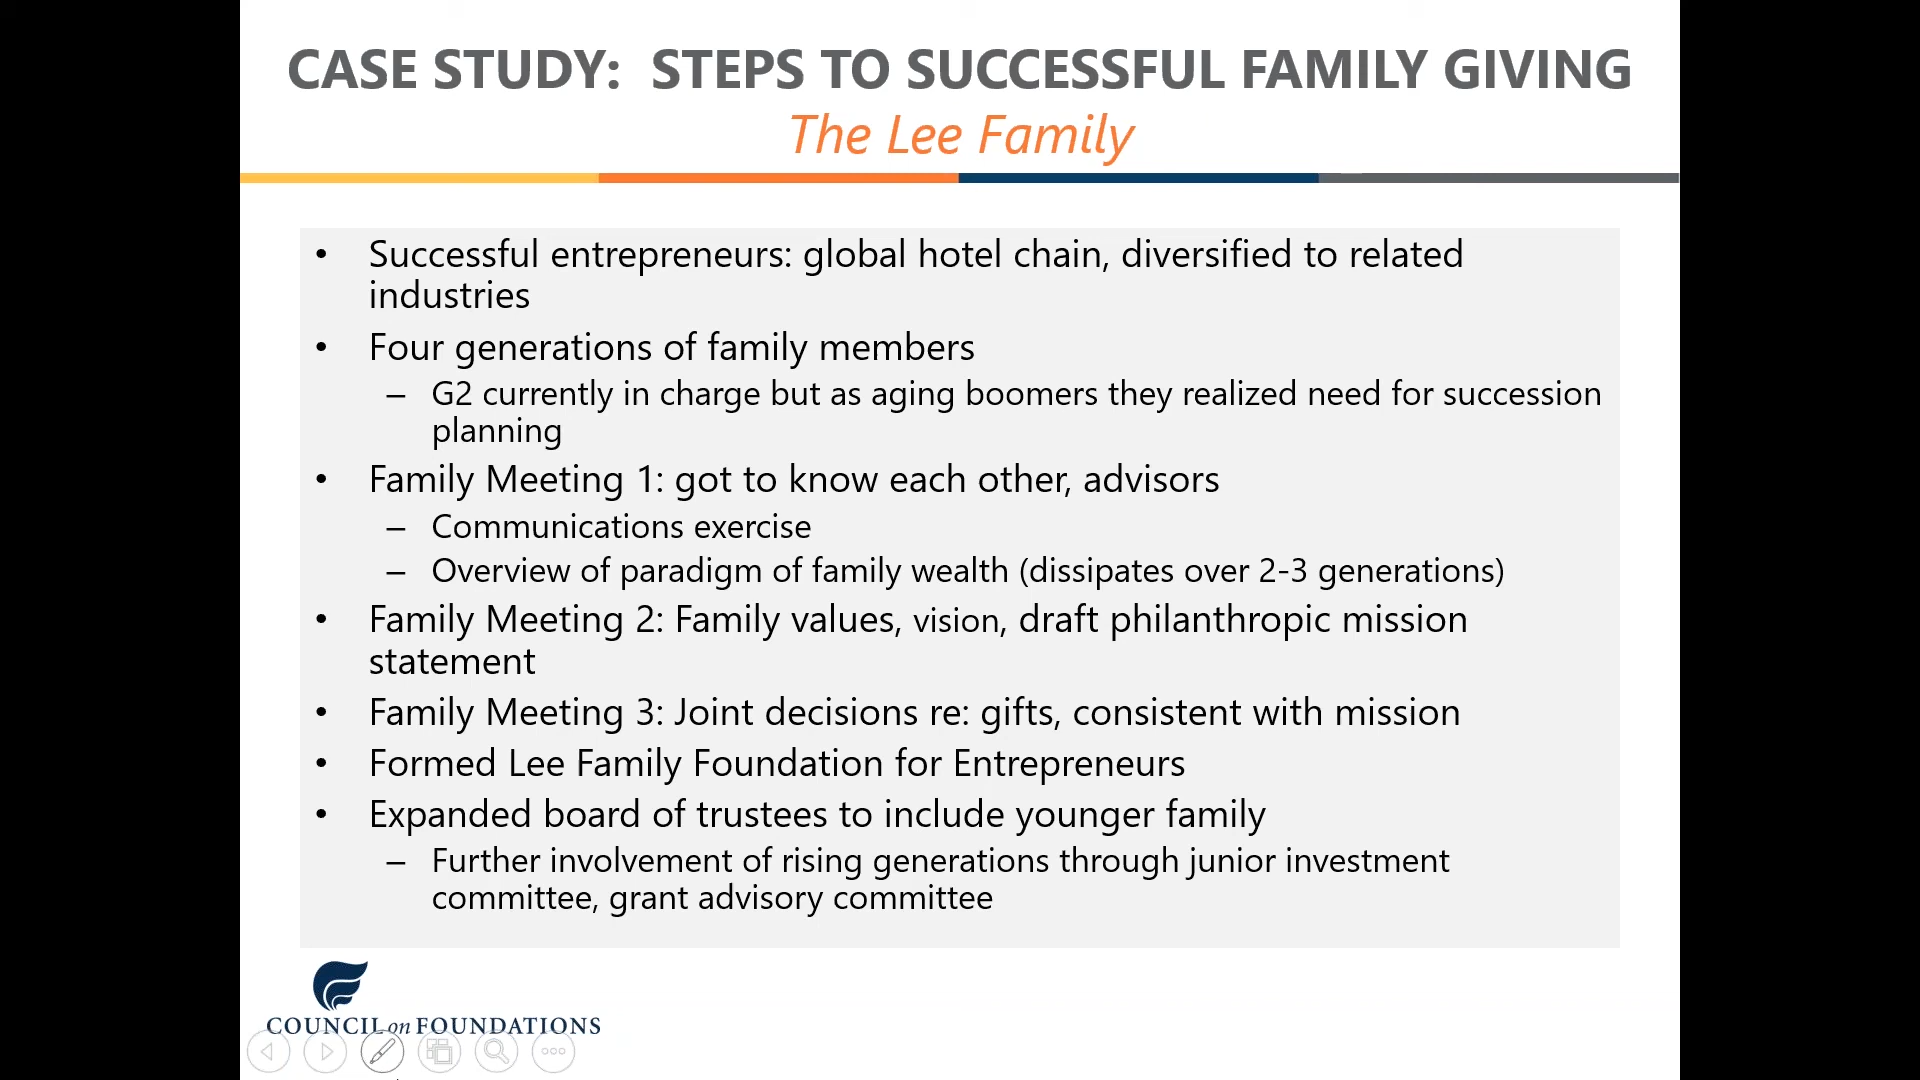 CASE STUDY:  STEPS TO SUCCESSFUL FAMILY GIVING
The Lee Family
• Successful entrepreneurs: global hotel chain, diversified to related
industries
• Four generations of family members
– G2 currently in charge but as aging boomers they realized need for succession
planning
• Family Meeting 1: got to know each other, advisors
– Communications exercise
– Overview of paradigm of family wealth (dissipates over 2-3 generations)
• Family Meeting 2: Family values, vision, draft philanthropic mission
statement
• Family Meeting 3: Joint decisions re: gifts, consistent with mission
• Formed Lee Family Foundation for Entrepreneurs
• Expanded board of trustees to include younger family
– Further involvement of rising generations through junior investment
committee, grant advisory committee
COUNCIL on FOUNDATIONS